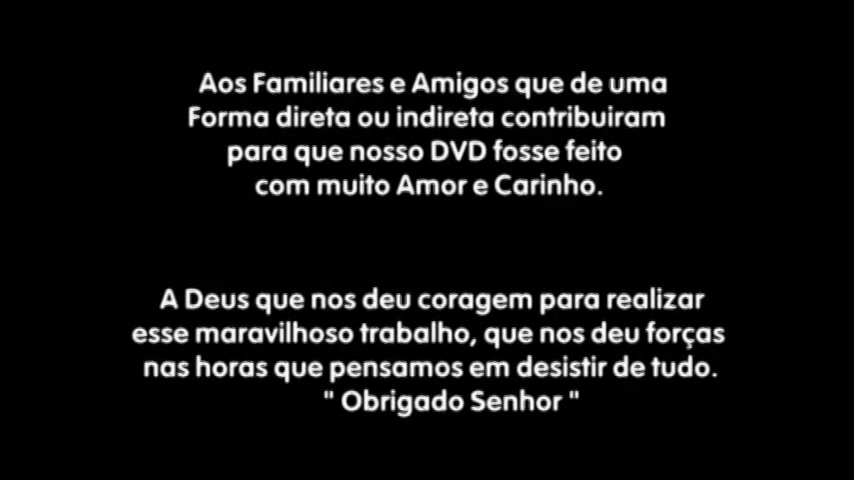 Aos Familiares e Amigos que de uma
Forma direta ou indireta contribuiram
para que nosso DVD fosse feito
com muito Amor e Carinho.
A Deus que nos deu coragem para realizar
esse maravilhoso trabalho, que nos deu forças
nas horas que pensamos em desistir de tudo.
" Obrigado Senhor "